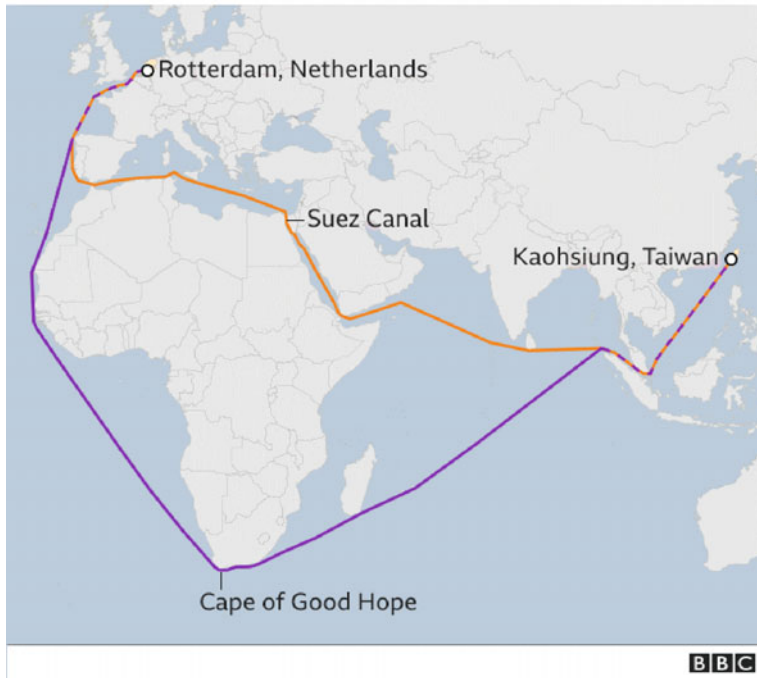 Rotterdam, Netherlands
Suez Canal
Kaohsiung, Taiwan
Cape of Good Hope
BBC